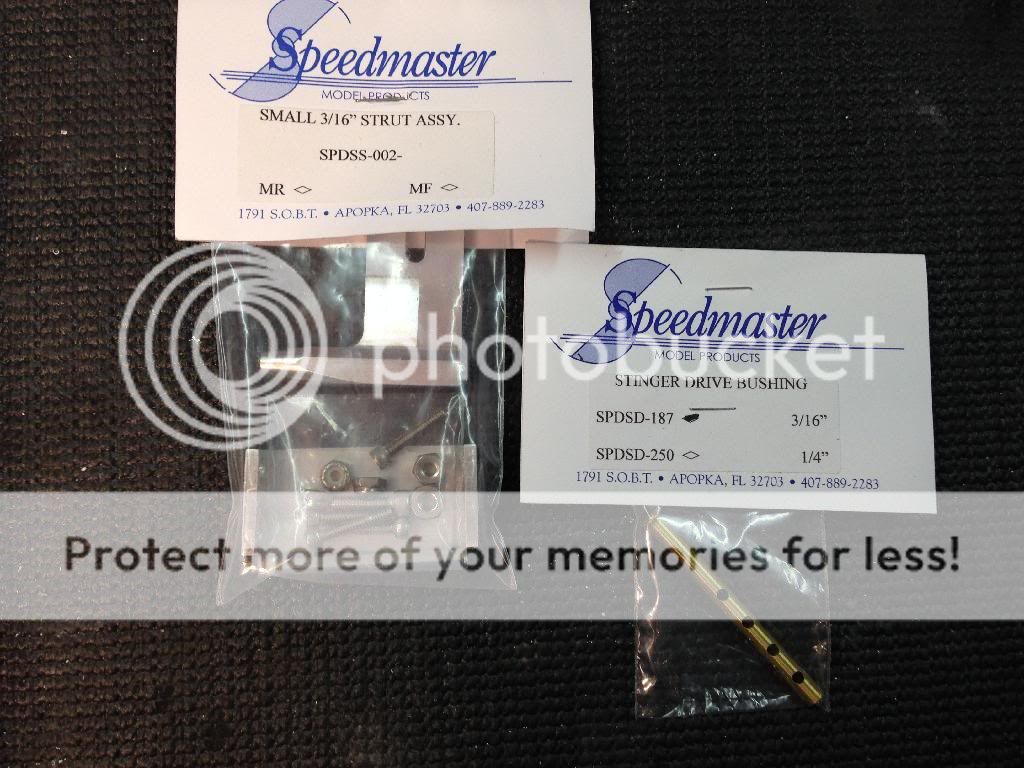 Speedmaster
MODEL PRODUCTS
SMALL 3/16” STRUT ASSY.
SPDSS-002-
MR <> MF <>
1791 S.O.B.T. • APOPKA, FL 32703 • 407-889-2283
Speedmaster
MODEL PRODUCTS
STINGER DRIVE BUSHING
SPDSD-187 3/16”
SPDSD-250 <> 1/4”
1791 S.O.B.T. • APOPKA, FL 32703 • 407-889-2283
photobucket
Protect more of your memories for less!